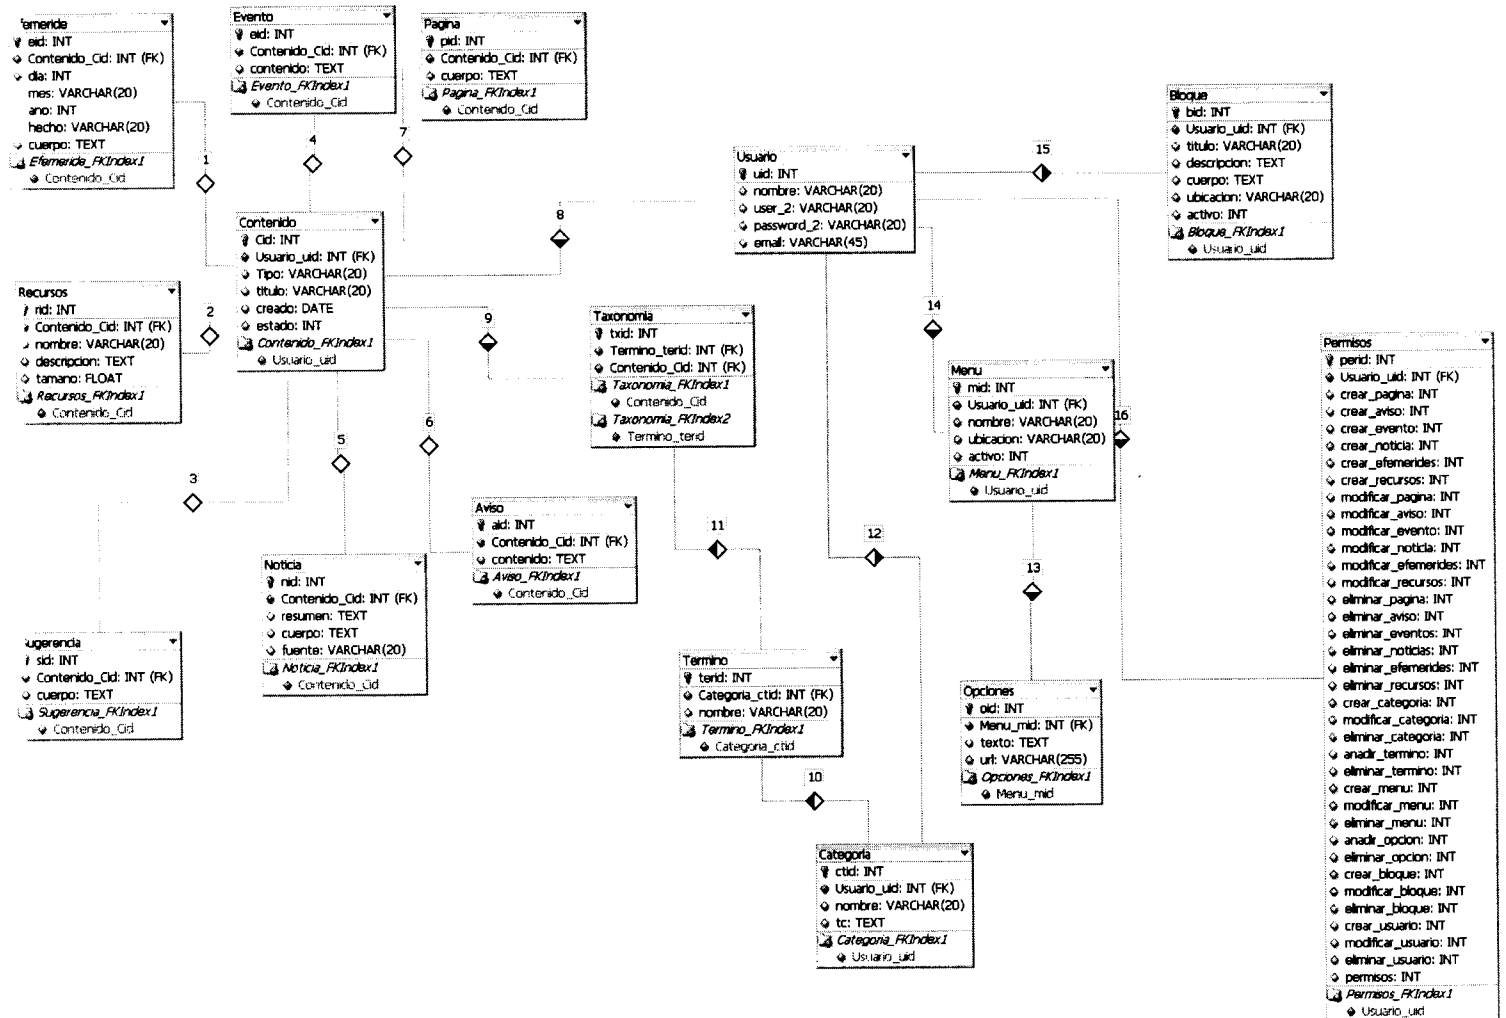 femeride
eid: INT
Contenido_Cid: INT (FK)
dia: INT
mes: VARCHAR(20)
ano: INT
hecho: VARCHAR(20)
cuerpo: TEXT
Efemeride_FKIndex1
Contenido_Cid
Evento
eid: INT
Contenido_Cid: INT (FK)
contenido: TEXT
Evento_FKIndex1
Contenido_Cid
Pagina
pid: INT
Contenido_Cid: INT (FK)
cuerpo: TEXT
Pagina_FKIndex1
Contenido_Cid
1
4
7
Usuario
uid: INT
nombre: VARCHAR(20)
user_2: VARCHAR(20)
password_2: VARCHAR(20)
email: VARCHAR(45)
15
Bloque
bid: INT
Usuario_uid: INT (FK)
titulo: VARCHAR(20)
descripcion: TEXT
cuerpo: TEXT
ubicacion: VARCHAR(20)
activo: INT
Bloque_FKIndex1
Usuario_uid
Contenido
Cid: INT
Usuario_uid: INT (FK)
Tipo: VARCHAR(20)
titulo: VARCHAR(20)
creado: DATE
estado: INT
Contenido_FKIndex1
Usuario_uid
8
Recursos
rid: INT
Contenido_Cid: INT (FK)
nombre: VARCHAR(20)
descripcion: TEXT
tamano: FLOAT
Recursos_FKIndex1
Contenido_Cid
2
9
Taxonomia
txid: INT
Termino_terid: INT (FK)
Contenido_Cid: INT (FK)
Taxonomia_FKIndex1
Contenido_Cid
Taxonomia_FKIndex2
Termino_terid
14
Menu
mid: INT
Usuario_uid: INT (FK)
nombre: VARCHAR(20)
ubicacion: VARCHAR(20)
activo: INT
Menu_FKIndex1
Usuario_uid
16
Permisos
perid: INT
Usuario_uid: INT (FK)
crear_pagina: INT
crear_aviso: INT
crear_evento: INT
crear_noticia: INT
crear_efemerides: INT
crear_recursos: INT
modificar_pagina: INT
modificar_aviso: INT
modificar_evento: INT
modificar_noticia: INT
modificar_efemerides: INT
modificar_recursos: INT
eliminar_pagina: INT
eliminar_aviso: INT
eliminar_eventos: INT
eliminar_noticias: INT
eliminar_efemerides: INT
eliminar_recursos: INT
crear_categoria: INT
modificar_categoria: INT
eliminar_categoria: INT
anadir_termino: INT
eliminar_termino: INT
crear_menu: INT
modificar_menu: INT
eliminar_menu: INT
anadir_opcion: INT
eliminar_opcion: INT
crear_bloque: INT
modificar_bloque: INT
eliminar_bloque: INT
crear_usuario: INT
modificar_usuario: INT
eliminar_usuario: INT
permisos: INT
Permisos_FKIndex1
Usuario_uid
3
5
6
Aviso
aid: INT
Contenido_Cid: INT (FK)
contenido: TEXT
Aviso_FKIndex1
Contenido_Cid
11
12
13
Noticia
nid: INT
Contenido_Cid: INT (FK)
resumen: TEXT
cuerpo: TEXT
fuente: VARCHAR(20)
Noticia_FKIndex1
Contenido_Cid
ugerencia
sid: INT
Contenido_Cid: INT (FK)
cuerpo: TEXT
Sugerencia_FKIndex1
Contenido_Cid
Termino
terid: INT
Categoria_ctid: INT (FK)
nombre: VARCHAR(20)
Termino_FKIndex1
Categoria_ctid
Opciones
oid: INT
Menu_mid: INT (FK)
texto: TEXT
url: VARCHAR(255)
Opciones_FKIndex1
Menu_mid
10
Categoria
ctid: INT
Usuario_uid: INT (FK)
nombre: VARCHAR(20)
tc: TEXT
Categoria_FKIndex1
Usuario_uid